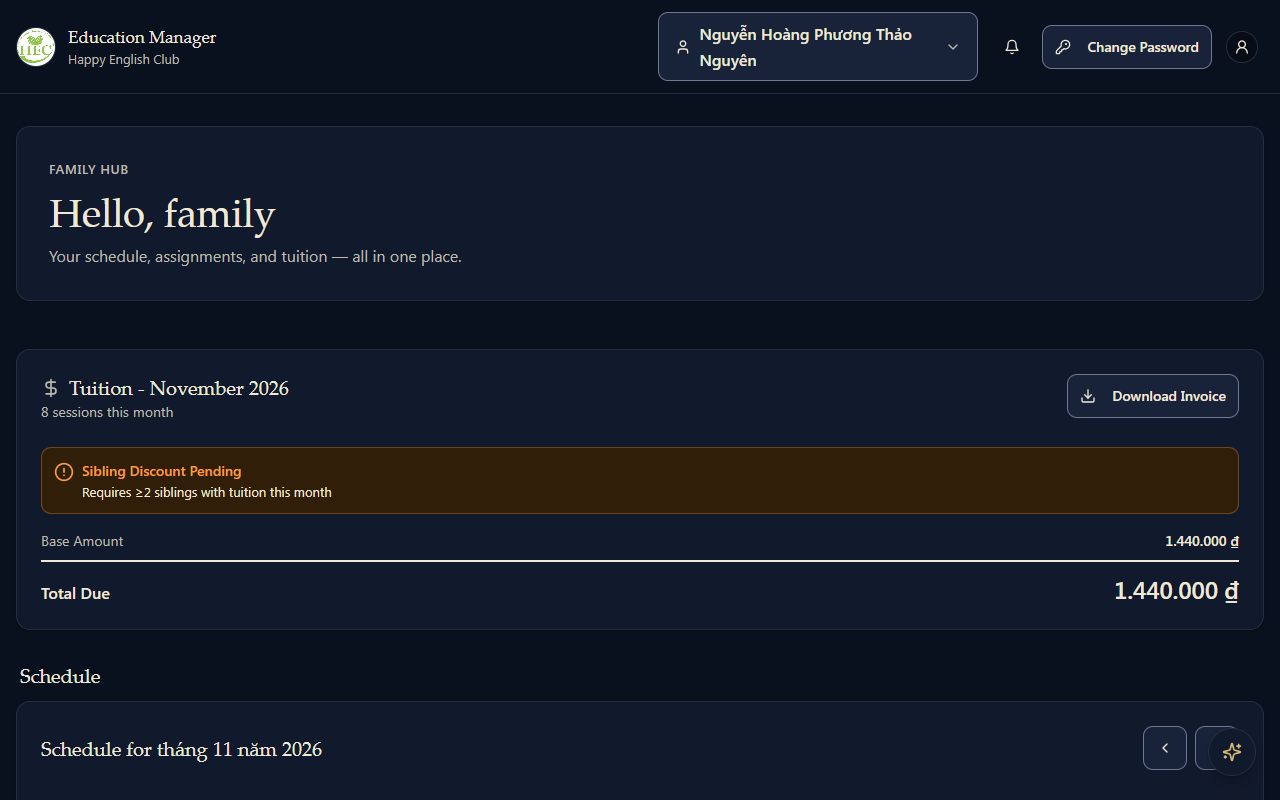 HEC
Education Manager
Happy English Club
Nguyễn Hoàng Phương Thảo
Nguyên
Change Password
FAMILY HUB
Hello, family
Your schedule, assignments, and tuition — all in one place.
Tuition - November 2026
8 sessions this month
Download Invoice
Sibling Discount Pending
Requires ≥2 siblings with tuition this month
Base Amount
1.440.000 ₫
Total Due
1.440.000 ₫
Schedule
Schedule for tháng 11 năm 2026